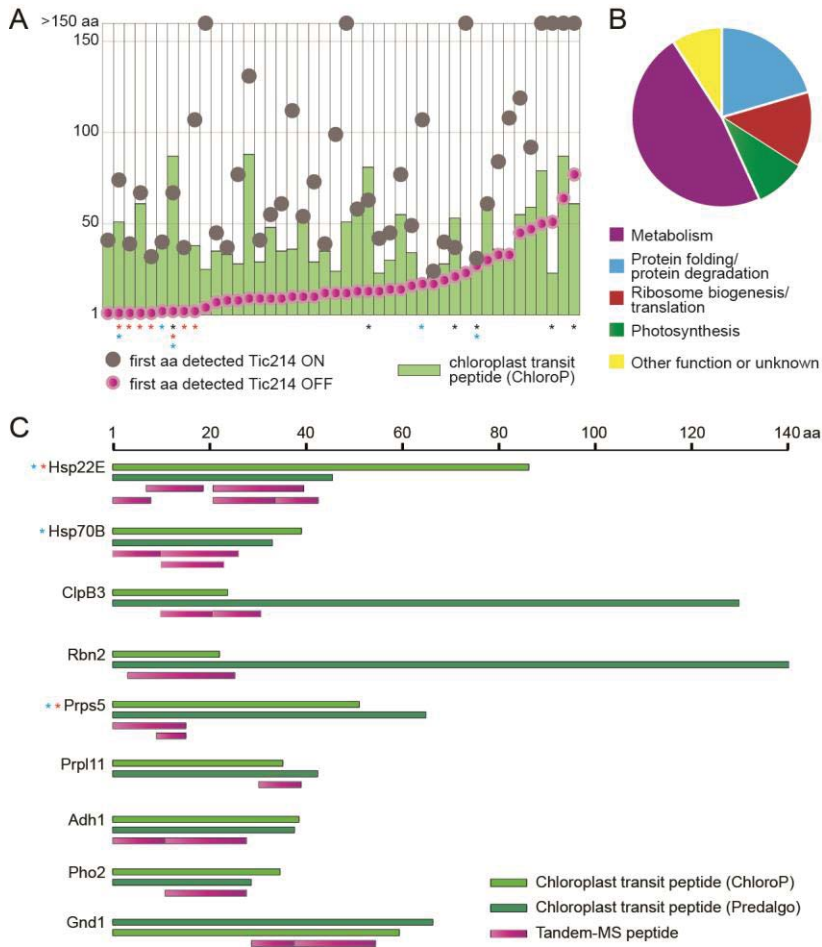 A
>150 aa
150
100
50
1
* * * * * * * * * * * * * * *
* * *
*
first aa detected Tic214 ON
first aa detected Tic214 OFF
chloroplast transit
peptide (ChloroP)
B
Metabolism
Protein folding/
protein degradation
Ribosome biogenesis/
translation
Photosynthesis
Other function or unknown
C
1 20 40 60 80 100 120 140 aa
* * Hsp22E
* Hsp70B
ClpB3
Rbn2
* * Prps5
Prpl11
Adh1
Pho2
Gnd1
Chloroplast transit peptide (ChloroP)
Chloroplast transit peptide (Predalgo)
Tandem-MS peptide